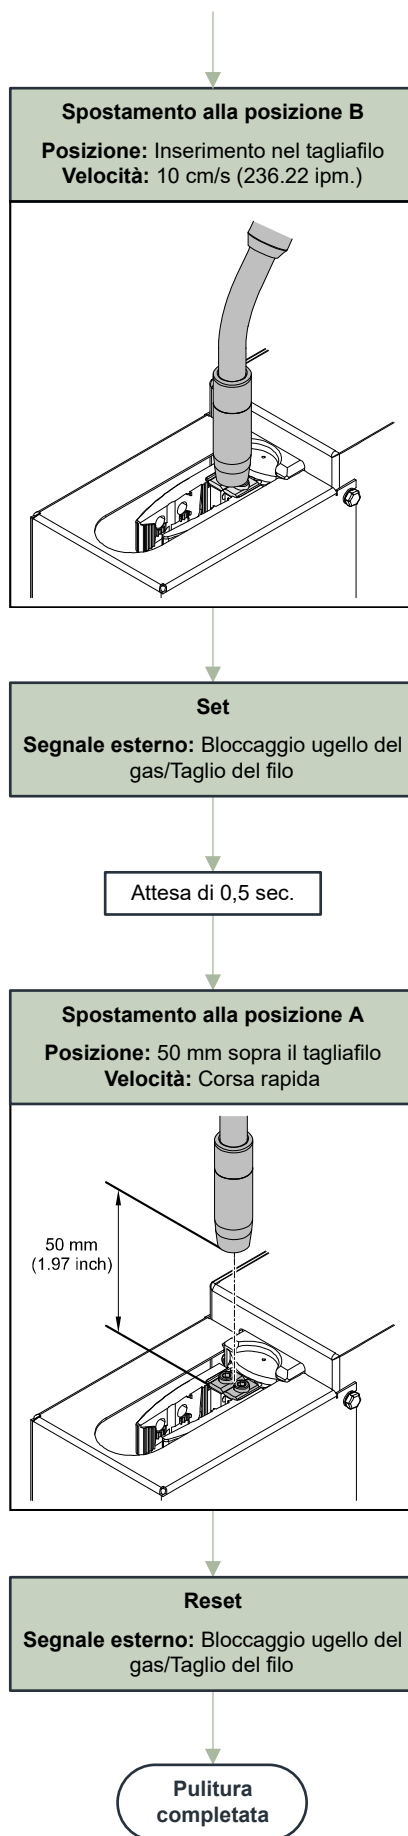 Spostamento alla posizione B
Posizione: Inserimento nel tagliafilo
Velocità: 10 cm/s (236.22 ipm.)
Set
Segnale esterno: Bloccaggio ugello del
gas/Taglio del filo
Attesa di 0,5 sec.
Spostamento alla posizione A
Posizione: 50 mm sopra il tagliafilo
Velocità: Corsa rapida
50 mm
(1.97 inch)
Reset
Segnale esterno: Bloccaggio ugello del
gas/Taglio del filo
Pulitura
completata